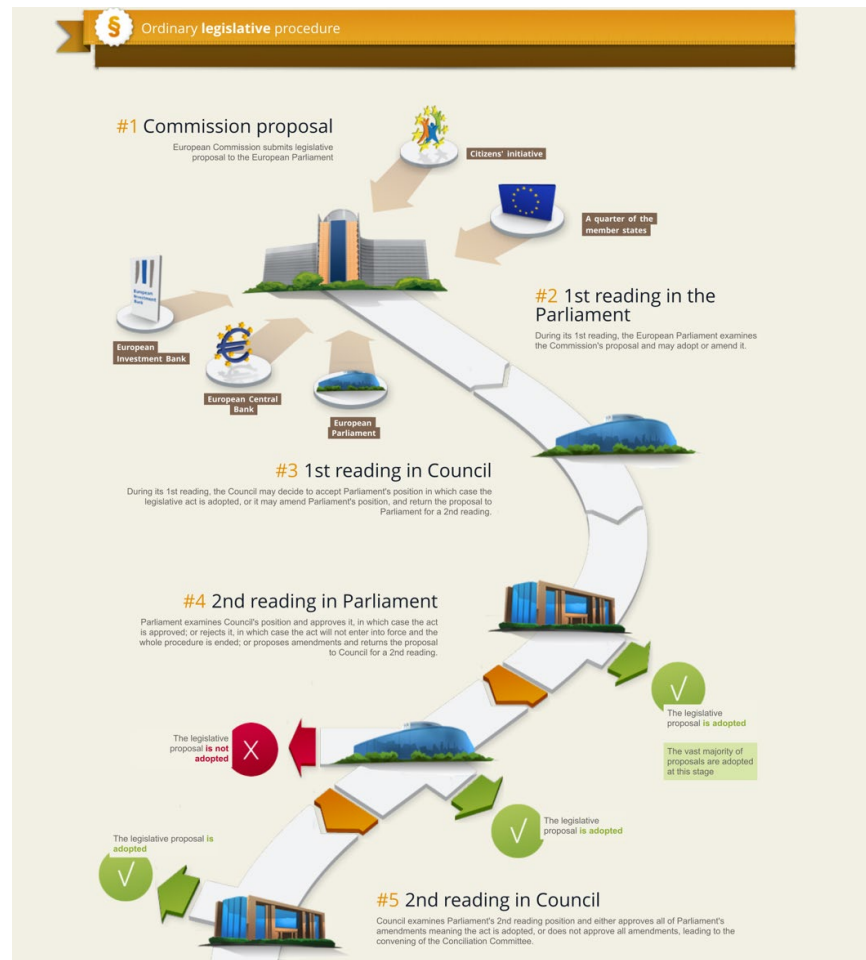 § Ordinary legislative procedure
#1 Commission proposal
European Commission submits legislative
proposal to the European Parliament
Citizens' initiative
A quarter of the
member states
European
Investment
Bank
European
Investment Bank
European Central
Bank
European
Parliament
#2 1st reading in the
Parliament
During its 1st reading, the European Parliament examines
the Commission's proposal and may adopt or amend it.
#3 1st reading in Council
During its 1st reading, the Council may decide to accept Parliament's position in which case the
legislative act is adopted, or it may amend Parliament's position, and return the proposal to
Parliament for a 2nd reading.
#4 2nd reading in Parliament
Parliament examines Council's position and approves it, in which case the act
is approved; or rejects it, in which case the act will not enter into force and the
whole procedure is ended; or proposes amendments and returns the proposal
to Council for a 2nd reading.
The legislative
proposal is adopted
The vast majority of
proposals are adopted
at this stage
The legislative
proposal is not
adopted
X
The legislative
proposal is adopted
The legislative proposal is
adopted
#5 2nd reading in Council
Council examines Parliament's 2nd reading position and either approves all of Parliament's
amendments meaning the act is adopted, or does not approve all amendments, leading to the
convening of the Conciliation Committee.